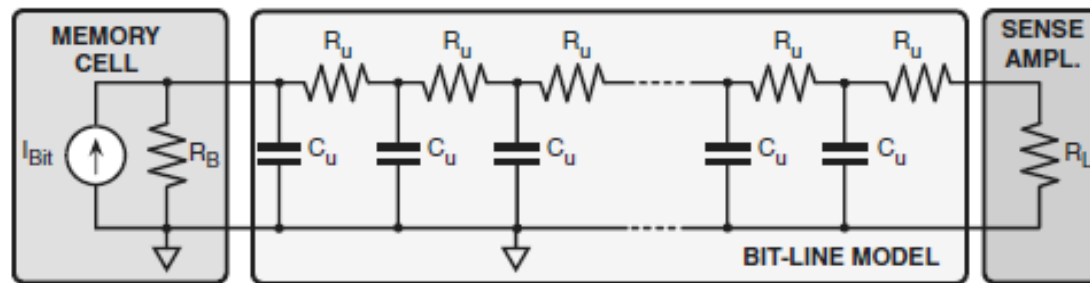 MEMORY
CELL
SENSE
AMPL.
R_u R_u R_u R_u R_u
I_Bit R_B C_u C_u C_u C_u C_u R_L
BIT-LINE MODEL